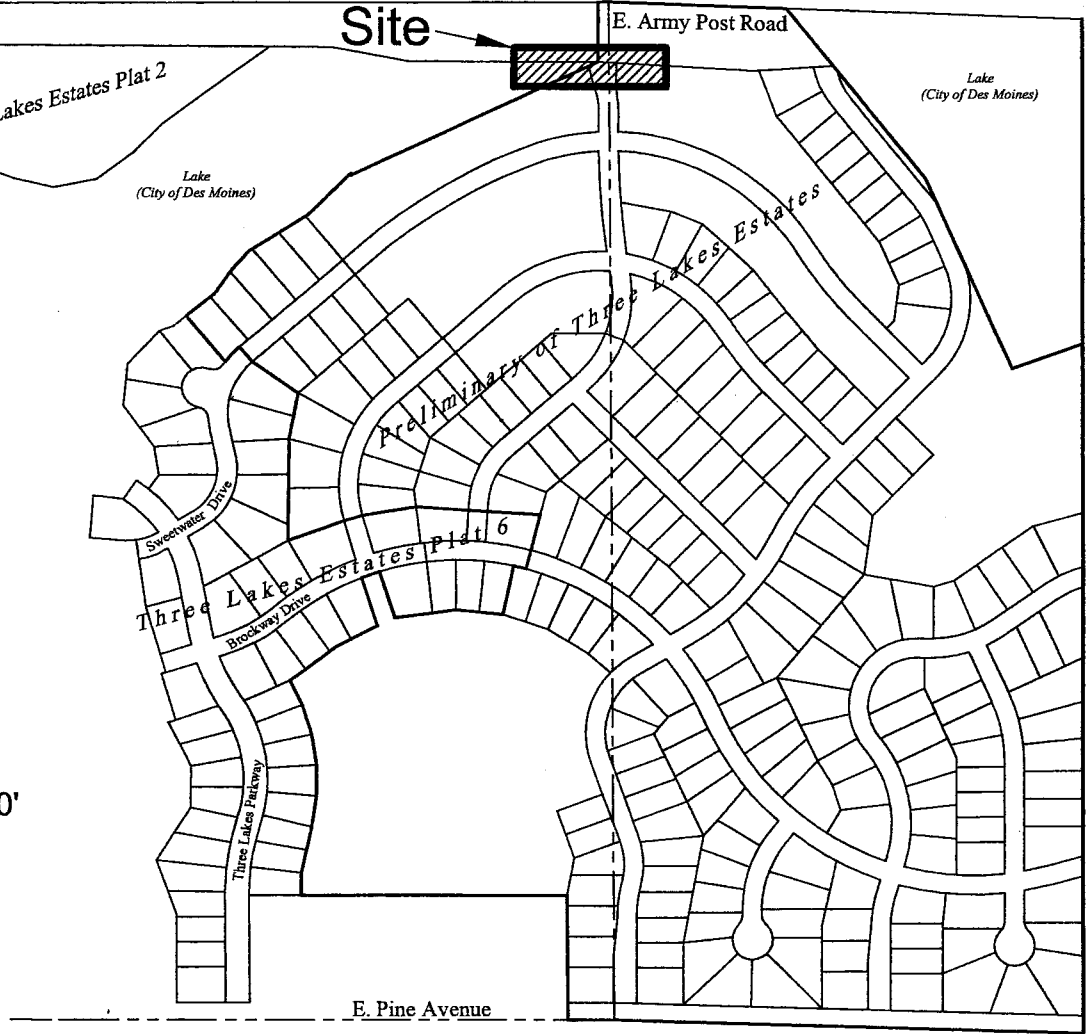 Site
E. Army Post Road
Lakes Estates Plat 2
Lake
(City of Des Moines)
Lake
(City of Des Moines)
Preliminary of Three Lakes Estates
Sweetwater Drive
Three Lakes Estates Plat 6
Brockway Drive
Three Lakes Parkway
0'
E. Pine Avenue